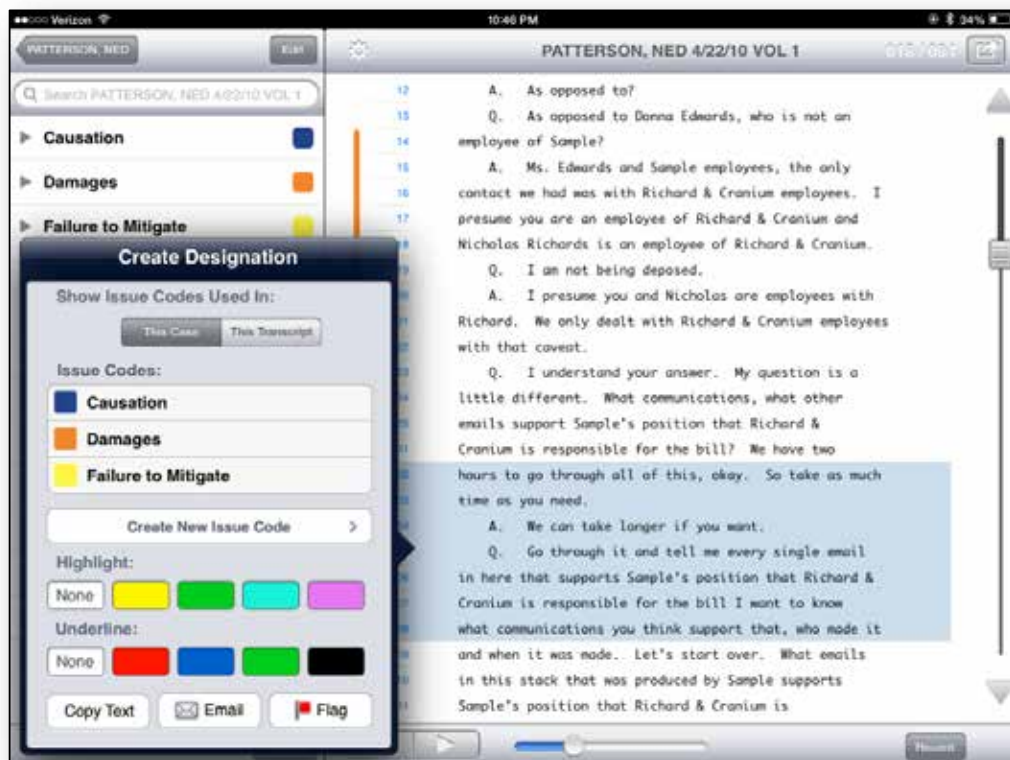 Verizon
10:46 PM
34%
PATTERSON, NED
Edit
PATTERSON, NED 4/22/10 VOL 1
Search PATTERSON, NED 4/22/10 VOL 1
Causation
Damages
Failure to Mitigate
Create Designation
Show Issue Codes Used In:
This Case
This Transcript
Issue Codes:
Causation
Damages
Failure to Mitigate
Create New Issue Code
Highlight:
None
Underline:
None
Copy Text
Email
Flag
12 A. As opposed to?
13 Q. As opposed to Donna Edwards, who is not an
14 employee of Sample?
15 A. Ms. Edwards and Sample employees, the only
16 contact we had was with Richard & Cranium employees. I
17 presume you are an employee of Richard & Cranium and
Nicholas Richards is an employee of Richard & Cranium.
Q. I am not being deposed.
A. I presume you and Nicholas are employees with
Richard. We only dealt with Richard & Cranium employees
with that caveat.
Q. I understand your answer. My question is a
little different. What communications, what other
emails support Sample's position that Richard &
Cranium is responsible for the bill? We have two
hours to go through all of this, okay. So take as much
time as you need.
A. We can take longer if you want.
Q. Go through it and tell me every single email
in here that supports Sample's position that Richard &
Cranium is responsible for the bill I want to know
what communications you think support that, who made it
and when it was made. Let's start over. What emails
in this stack that was produced by Sample supports
Sample's position that Richard & Cranium is